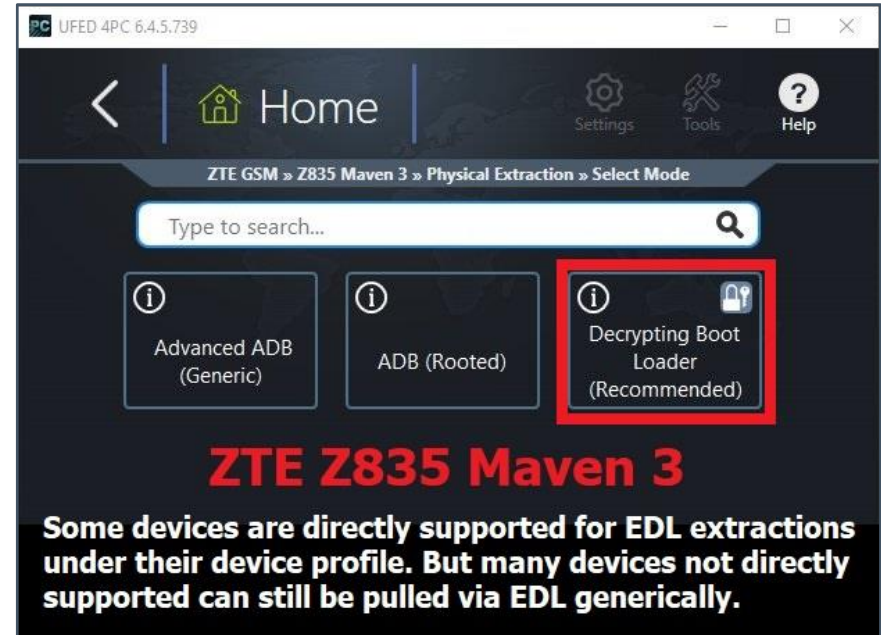 PC UFED 4PC 6.4.5.739
Home
Settings
Tools
?
Help
ZTE GSM » Z835 Maven 3 » Physical Extraction » Select Mode
Type to search...
Advanced ADB
(Generic)
ADB (Rooted)
Decrypting Boot
Loader
(Recommended)
ZTE Z835 Maven 3
Some devices are directly supported for EDL extractions
under their device profile. But many devices not directly
supported can still be pulled via EDL generically.